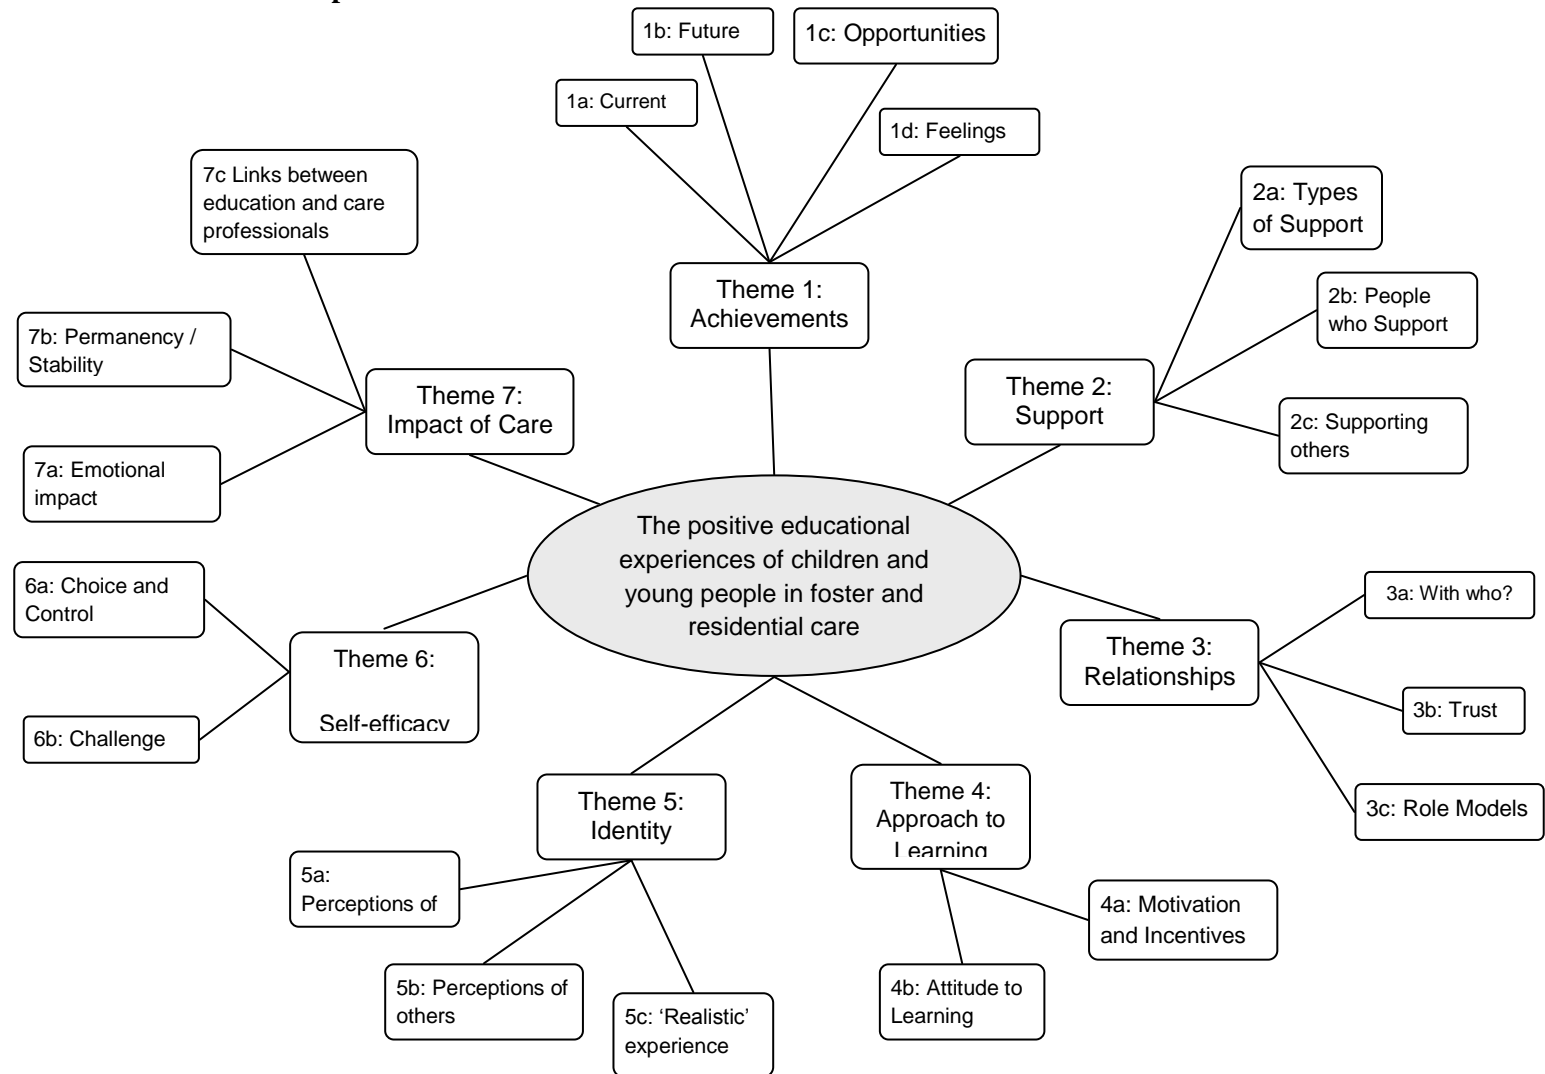 1b: Future
1c: Opportunities
1a: Current
1d: Feelings
7c Links between
education and care
professionals
2a: Types
of Support
Theme 1:
Achievements
2b: People
who Support
7b: Permanency /
Stability
Theme 7:
Impact of Care
Theme 2:
Support
2c: Supporting
others
7a: Emotional
impact
The positive educational
experiences of children and
young people in foster and
residential care
6a: Choice and
Control
3a: With who?
Theme 6:
Self-efficacy
Theme 3:
Relationships
3b: Trust
6b: Challenge
Theme 5:
Identity
Theme 4:
Approach to
Learning
3c: Role Models
5a:
Perceptions of
4a: Motivation
and Incentives
5b: Perceptions of
others
5c: ‘Realistic’
experience
4b: Attitude to
Learning